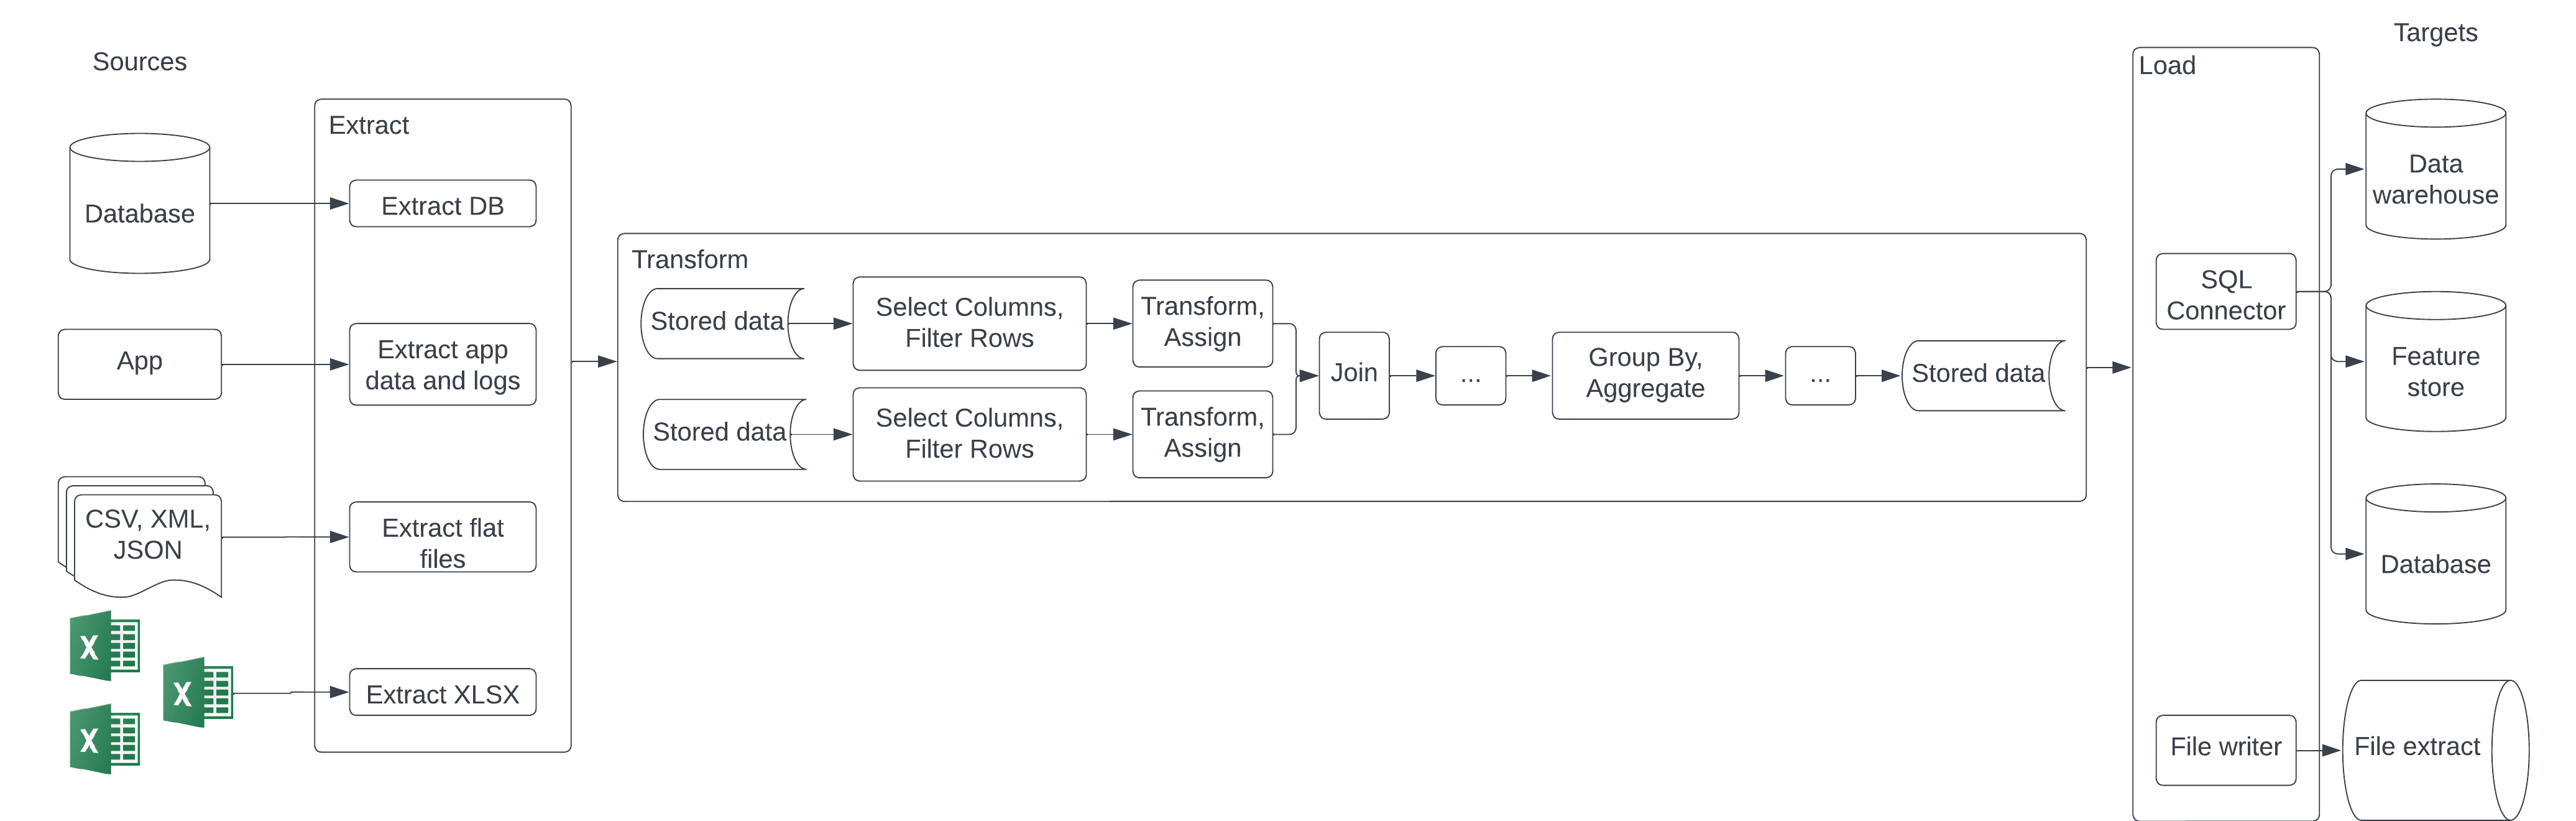 Sources
Database
App
CSV, XML,
JSON
X
X
X
Extract
Extract DB
Extract app
data and logs
Extract flat
files
Extract XLSX
Transform
Stored data
Select Columns,
Filter Rows
Transform,
Assign
Stored data
Select Columns,
Filter Rows
Transform,
Assign
Join
...
Group By,
Aggregate
...
Stored data
Load
SQL
Connector
File writer
Targets
Data
warehouse
Feature
store
Database
File extract